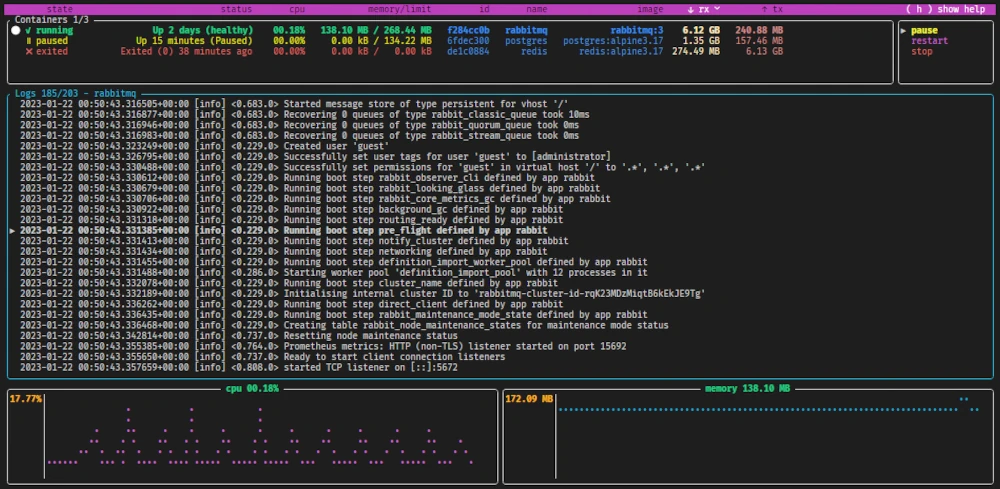 state status cpu memory/limit id name image ↓ rx ⌃ ↑ tx ( h ) show help
Containers 1/3
✓ running Up 2 days (healthy) 00.18% 138.10 MB / 268.44 MB f284cc0b rabbitmq rabbitmq:3 6.12 GB 240.88 MB
॥ paused Up 15 minutes (Paused) 00.00% 0.00 kB / 134.22 MB 6fdec300 postgres postgres:alpine3.17 1.35 GB 157.46 MB
✖ exited Exited (0) 38 minutes ago 00.00% 0.00 kB / 0.00 kB de1c0884 redis redis:alpine3.17 274.49 MB 6.13 GB
▶ pause
restart
stop
Logs 185/203 - rabbitmq
2023-01-22 00:50:43.316505+00:00 [info] <0.683.0> Started message store of type persistent for vhost '/'
2023-01-22 00:50:43.316877+00:00 [info] <0.683.0> Recovering 0 queues of type rabbit_classic_queue took 10ms
2023-01-22 00:50:43.316946+00:00 [info] <0.683.0> Recovering 0 queues of type rabbit_quorum_queue took 0ms
2023-01-22 00:50:43.316983+00:00 [info] <0.683.0> Recovering 0 queues of type rabbit_stream_queue took 0ms
2023-01-22 00:50:43.323249+00:00 [info] <0.229.0> Created user 'guest'
2023-01-22 00:50:43.326795+00:00 [info] <0.229.0> Successfully set user tags for user 'guest' to [administrator]
2023-01-22 00:50:43.330488+00:00 [info] <0.229.0> Successfully set permissions for 'guest' in virtual host '/' to '.*', '.*', '.*'
2023-01-22 00:50:43.330612+00:00 [info] <0.229.0> Running boot step rabbit_observer_cli defined by app rabbit
2023-01-22 00:50:43.330679+00:00 [info] <0.229.0> Running boot step rabbit_looking_glass defined by app rabbit
2023-01-22 00:50:43.330706+00:00 [info] <0.229.0> Running boot step rabbit_core_metrics_gc defined by app rabbit
2023-01-22 00:50:43.330922+00:00 [info] <0.229.0> Running boot step background_gc defined by app rabbit
2023-01-22 00:50:43.331318+00:00 [info] <0.229.0> Running boot step routing_ready defined by app rabbit
▶ 2023-01-22 00:50:43.331385+00:00 [info] <0.229.0> Running boot step pre_flight defined by app rabbit
2023-01-22 00:50:43.331413+00:00 [info] <0.229.0> Running boot step notify_cluster defined by app rabbit
2023-01-22 00:50:43.331434+00:00 [info] <0.229.0> Running boot step networking defined by app rabbit
2023-01-22 00:50:43.331455+00:00 [info] <0.229.0> Running boot step definition_import_worker_pool defined by app rabbit
2023-01-22 00:50:43.331488+00:00 [info] <0.286.0> Starting worker pool 'definition_import_pool' with 12 processes in it
2023-01-22 00:50:43.332078+00:00 [info] <0.229.0> Running boot step cluster_name defined by app rabbit
2023-01-22 00:50:43.332189+00:00 [info] <0.229.0> Initialising internal cluster ID to 'rabbitmq-cluster-id-rqK23MDzMiqtB6kEkJE9Tg'
2023-01-22 00:50:43.336262+00:00 [info] <0.229.0> Running boot step direct_client defined by app rabbit
2023-01-22 00:50:43.336435+00:00 [info] <0.229.0> Running boot step rabbit_maintenance_mode_state defined by app rabbit
2023-01-22 00:50:43.336468+00:00 [info] <0.229.0> Creating table rabbit_node_maintenance_states for maintenance mode status
2023-01-22 00:50:43.342814+00:00 [info] <0.737.0> Resetting node maintenance status
2023-01-22 00:50:43.355385+00:00 [info] <0.764.0> Prometheus metrics: HTTP (non-TLS) listener started on port 15692
2023-01-22 00:50:43.355650+00:00 [info] <0.737.0> Ready to start client connection listeners
2023-01-22 00:50:43.357659+00:00 [info] <0.808.0> started TCP listener on [::]:5672
cpu 00.18%
17.77%
memory 138.10 MB
172.09 MB